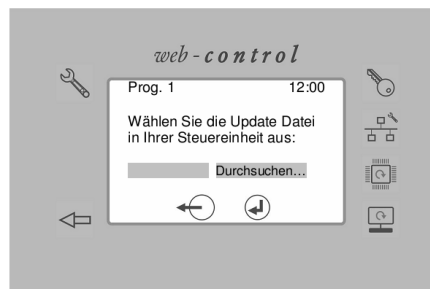 web - control
Prog. 1 12:00
Wählen Sie die Update Datei
in Ihrer Steuereinheit aus:
Durchsuchen...